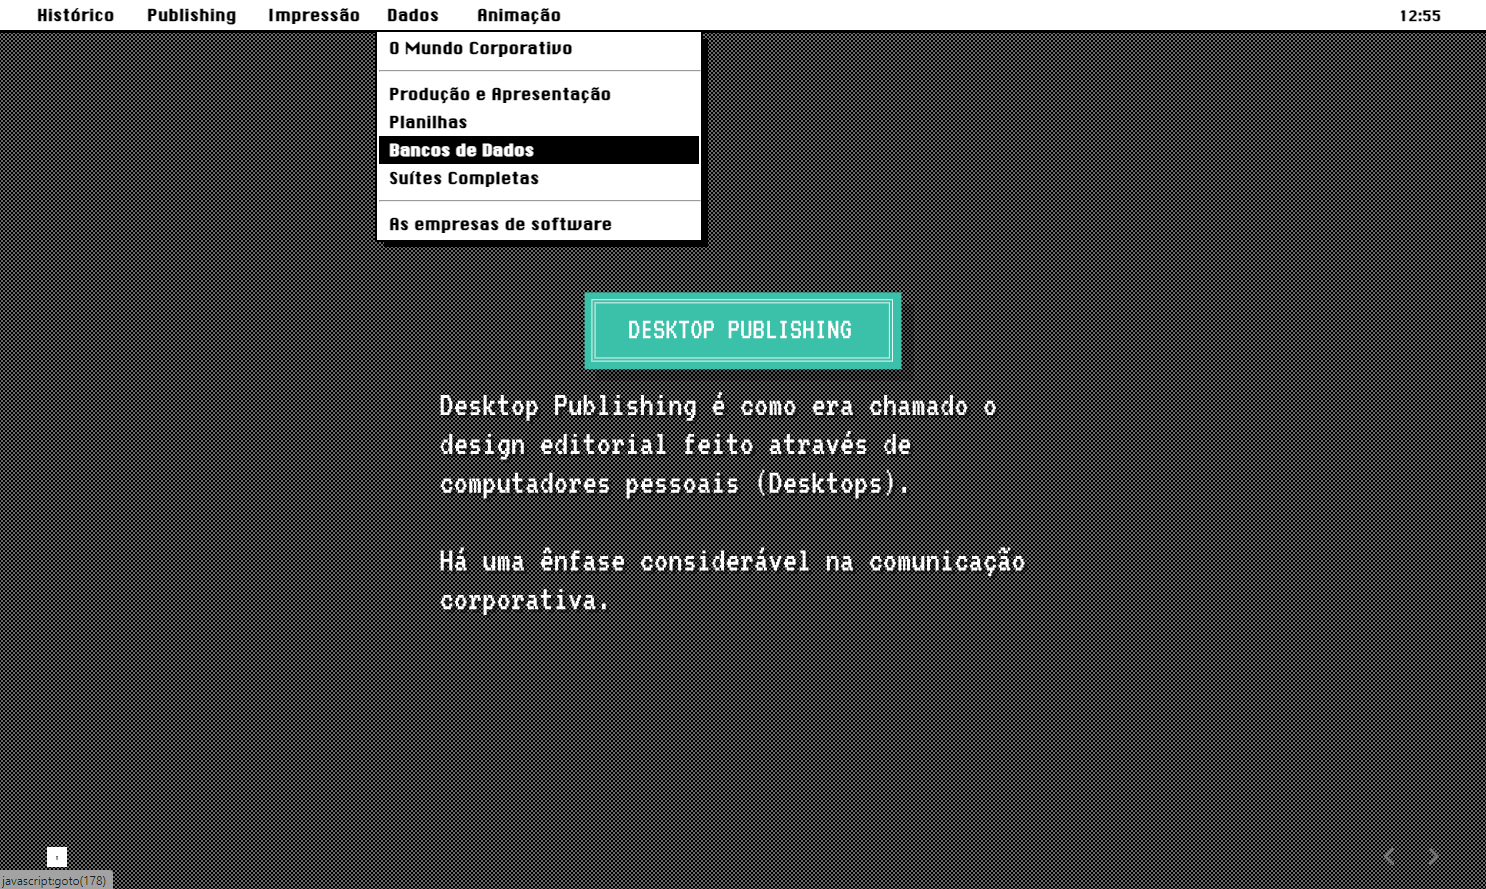 Histórico Publishing Impressão Dados Animação 12:55
O Mundo Corporativo
Produção e Apresentação
Planilhas
Bancos de Dados
Suítes Completas
As empresas de software
DESKTOP PUBLISHING
Desktop Publishing é como era chamado o
design editorial feito através de
computadores pessoais (Desktops).
Há uma ênfase considerável na comunicação
corporativa.
javascript:goto(178)